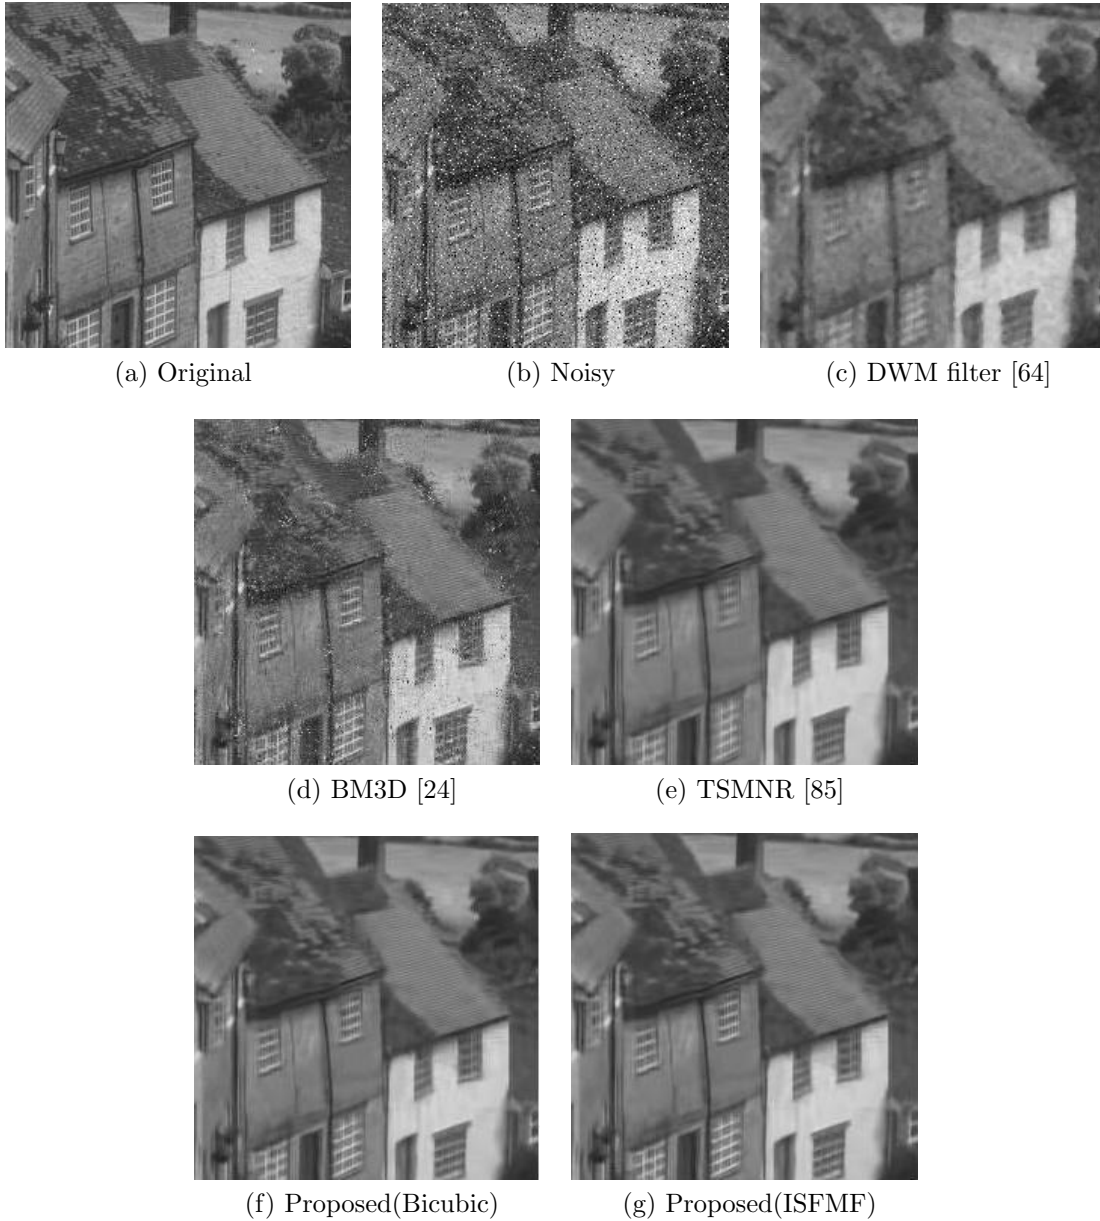 (a) Original
(b) Noisy
(c) DWM filter [64]
(d) BM3D [24]
(e) TSMNR [85]
(f) Proposed(Bicubic)
(g) Proposed(ISFMF)